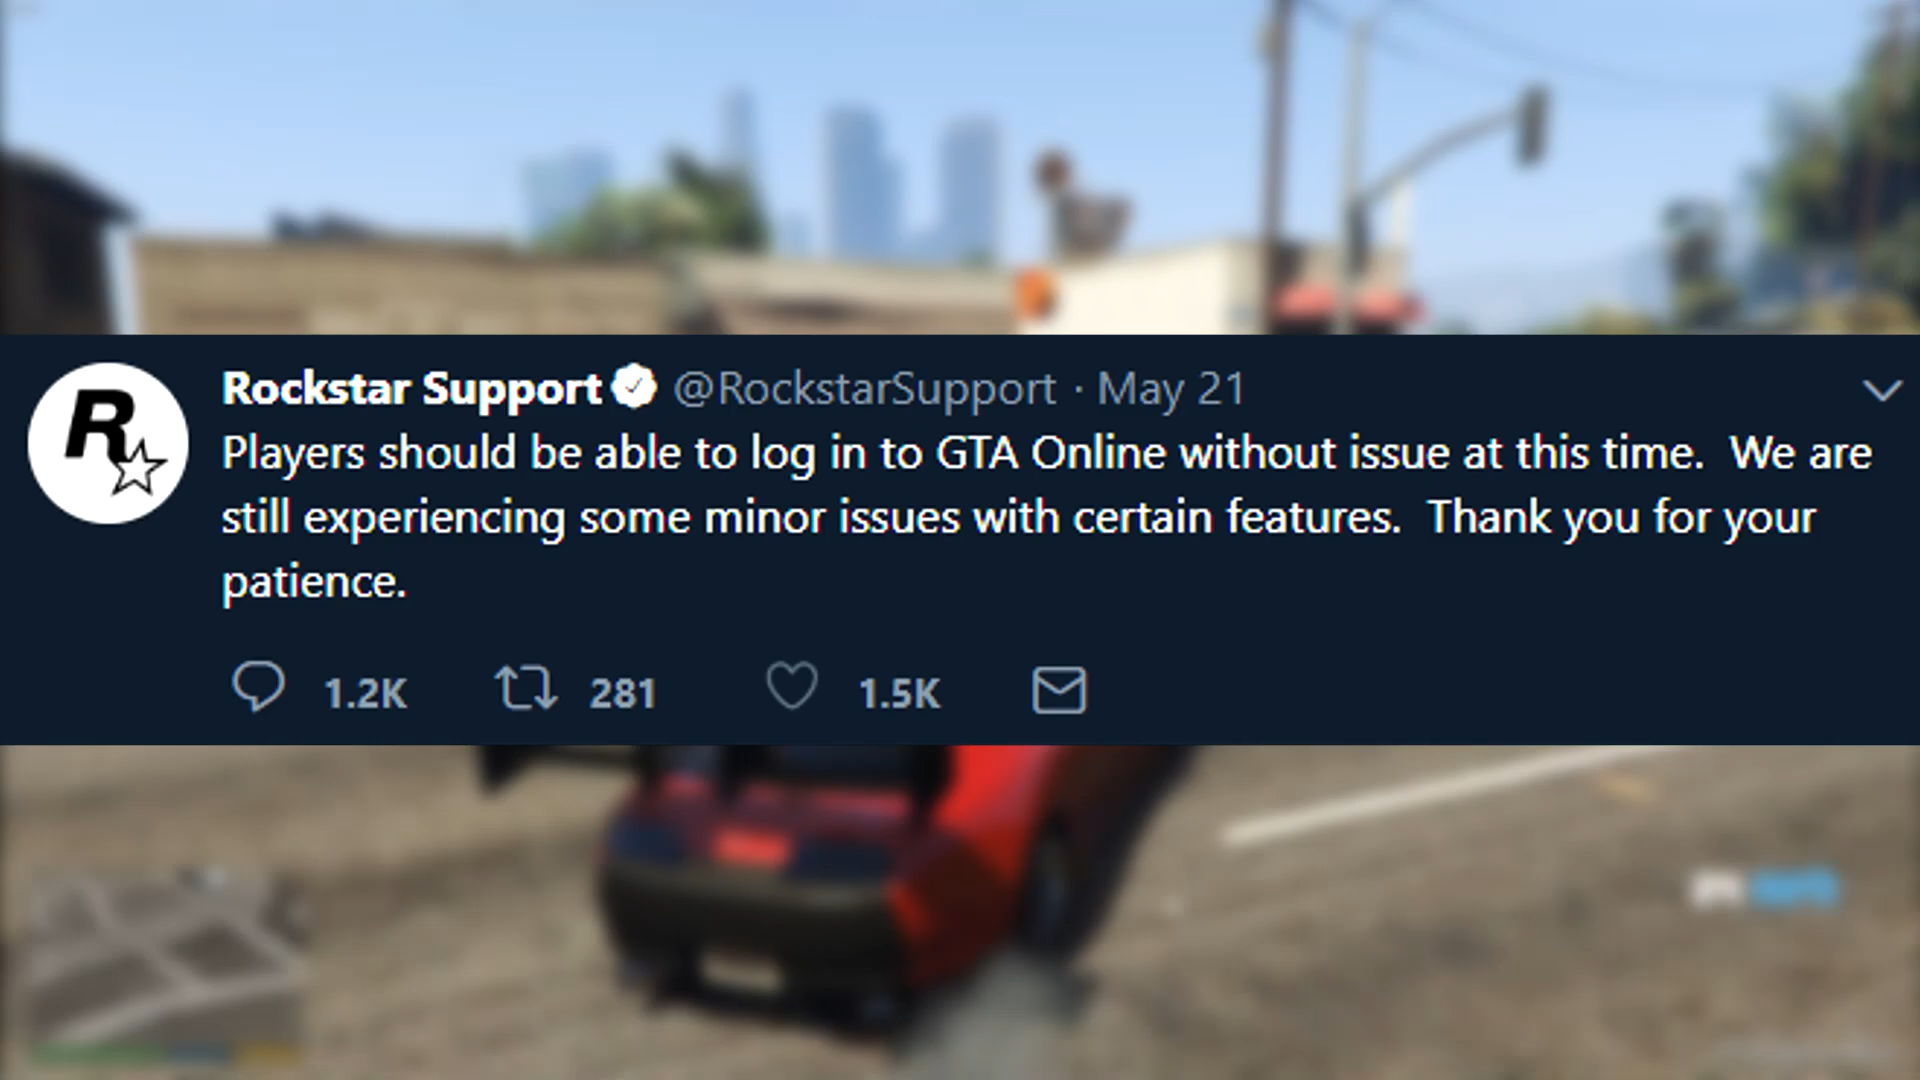 Rockstar Support @RockstarSupport · May 21
Players should be able to log in to GTA Online without issue at this time.  We are
still experiencing some minor issues with certain features.  Thank you for your
patience.
1.2K 281 1.5K